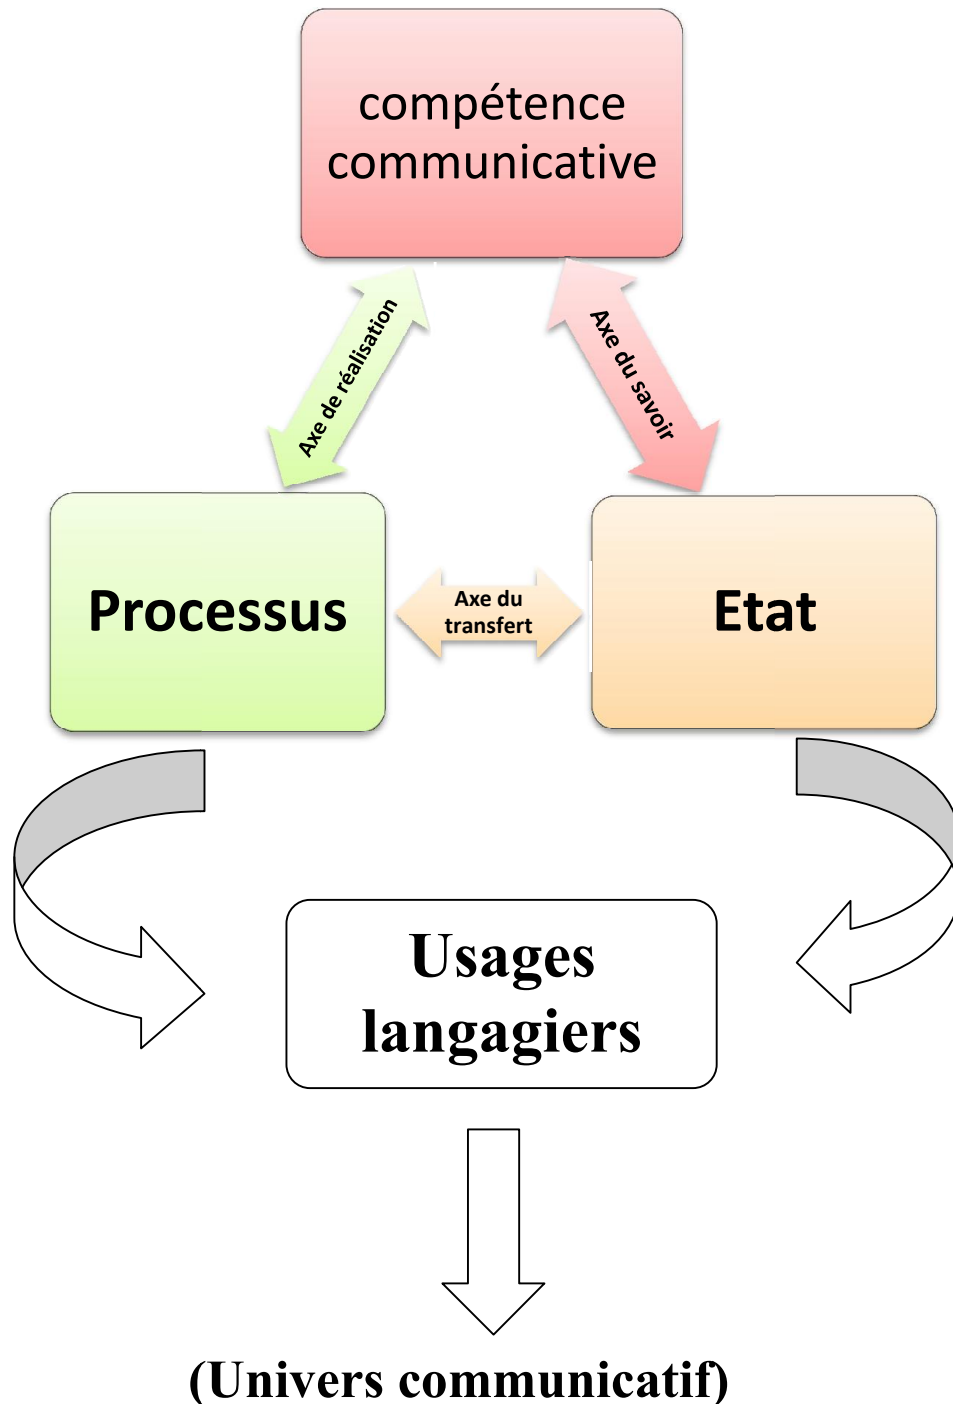 compétence
communicative
Axe de réalisation
Axe du savoir
Processus
Axe du
transfert
Etat
Usages
langagiers
(Univers communicatif)